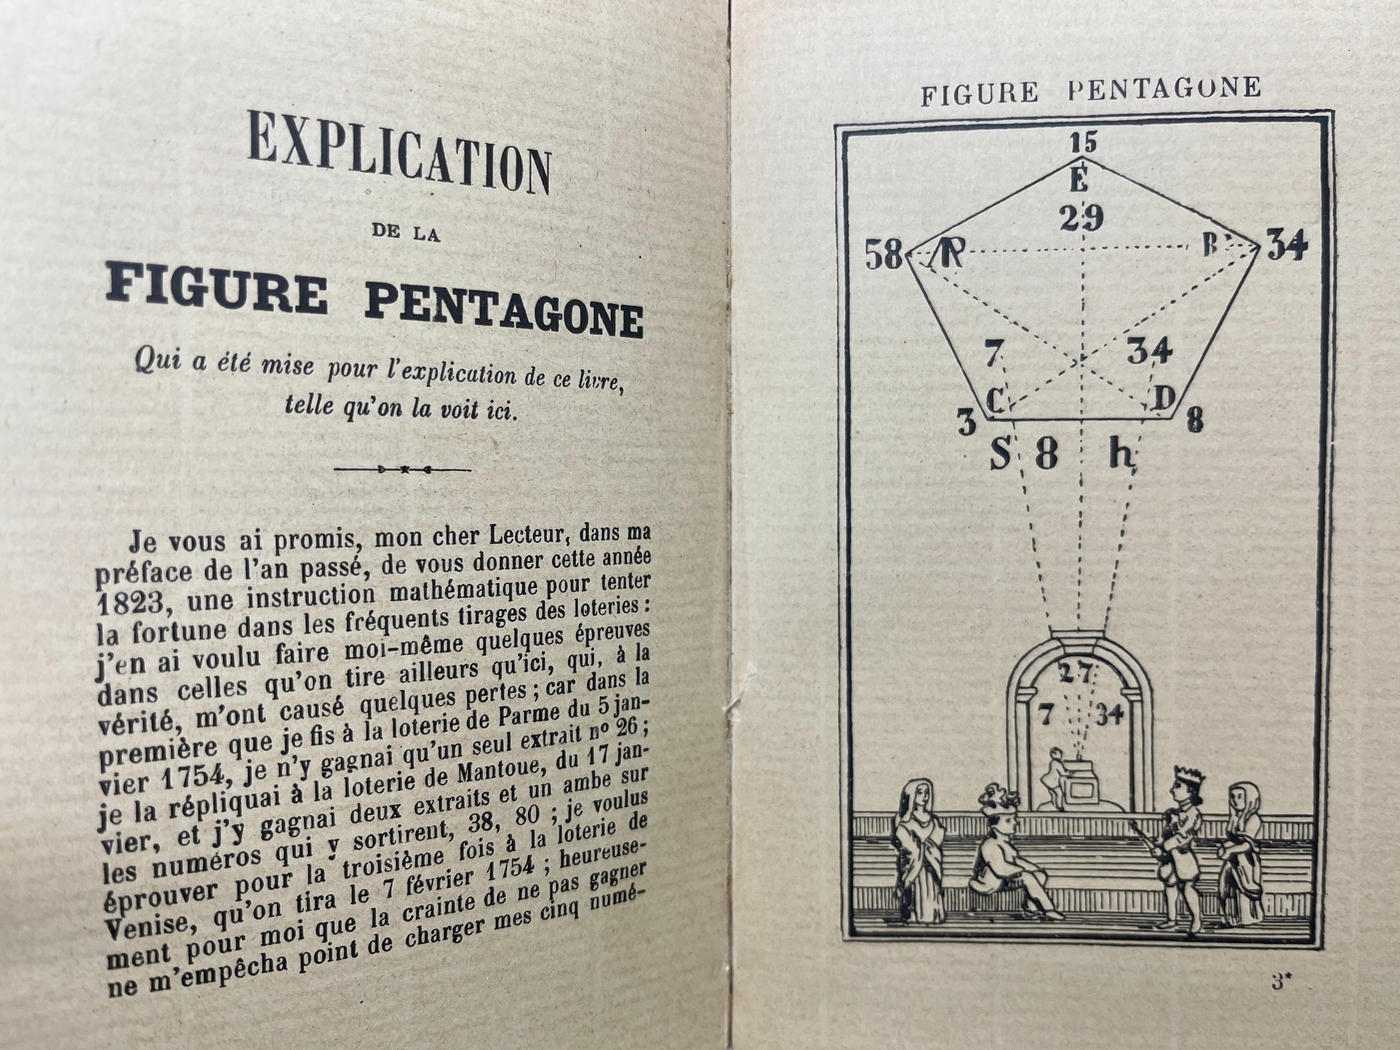 EXPLICATION
DE LA
FIGURE PENTAGONE
Qui a été mise pour l'explication de ce livre,
telle qu'on la voit ici.
Je vous ai promis, mon cher Lecteur, dans ma
préface de l'an passé, de vous donner cette année
1823, une instruction mathématique pour tenter
la fortune dans les fréquents tirages des loteries :
j'en ai voulu faire moi-même quelques épreuves
dans celles qu'on tire ailleurs qu'ici, qui, à la
vérité, m'ont causé quelques pertes ; car dans la
première que je fis à la loterie de Parme du 5 jan-
vier 1754, je n'y gagnai qu'un seul extrait nº 26 ;
je la répliquai à la loterie de Mantoue, du 17 jan-
vier, et j'y gagnai deux extraits et un ambe sur
les numéros qui y sortirent, 38, 80 ; je voulus
éprouver pour la troisième fois à la loterie de
Venise, qu'on tira le 7 février 1754 ; heureuse-
ment pour moi que la crainte de ne pas gagner
ne m'empêcha point de charger mes cinq numé-
FIGURE PENTAGONE
15
E
29
58 B 34
7 34
C D
3 8
S 8 h
27
7 34
3*